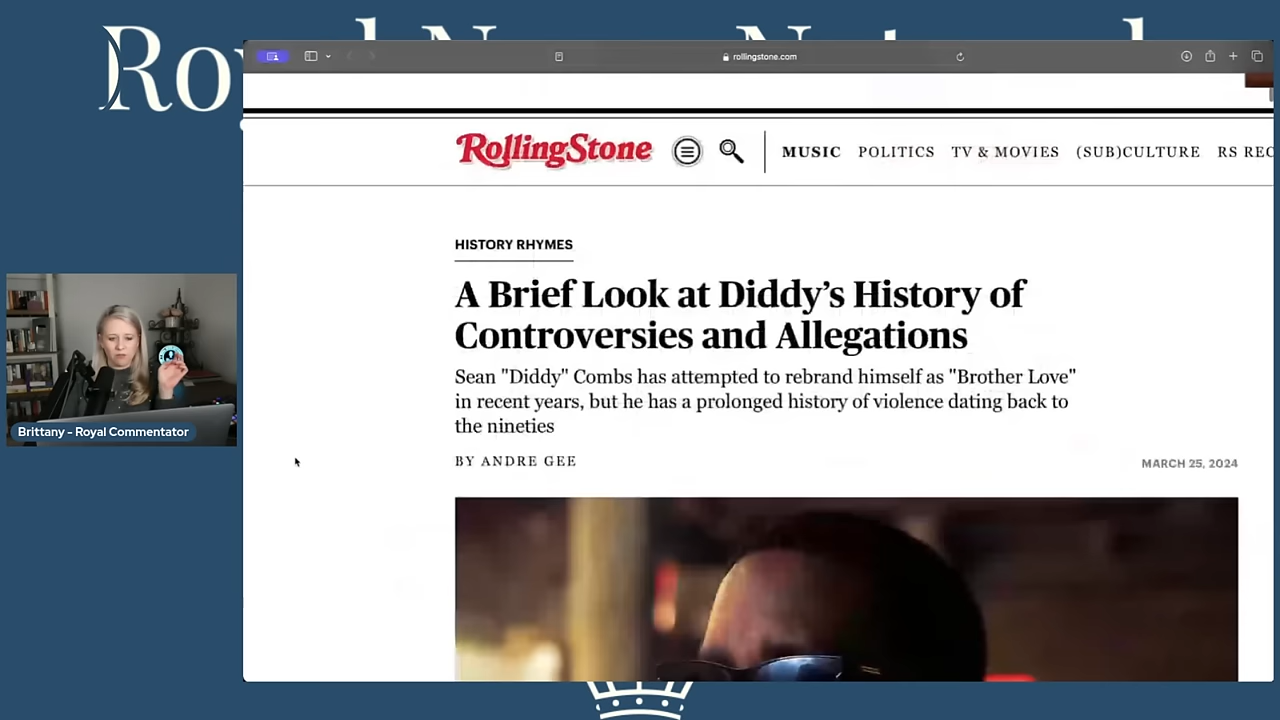 Ro
rollingstone.com
RollingStone
MUSIC POLITICS TV & MOVIES (SUB)CULTURE RS REC
HISTORY RHYMES
A Brief Look at Diddy’s History of
Controversies and Allegations
Sean "Diddy" Combs has attempted to rebrand himself as "Brother Love"
in recent years, but he has a prolonged history of violence dating back to
the nineties
BY ANDRE GEE
MARCH 25, 2024
Brittany - Royal Commentator